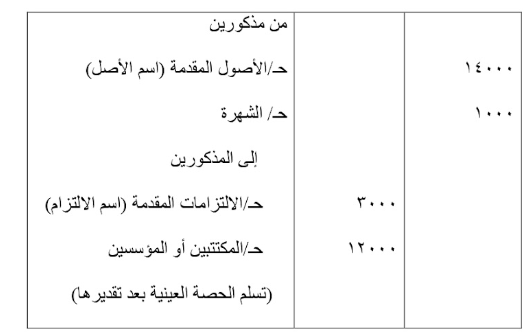 من مذكورين
١٤٠٠٠ حـ/الأصول المقدمة (اسم الأصل)
١٠٠٠ حـ/ الشهرة
إلى المذكورين
٣٠٠٠ حـ/الالتزامات المقدمة (اسم الالتزام)
١٢٠٠٠ حـ/المكتتبين أو المؤسسين
(تسلم الحصة العينية بعد تقديرها)